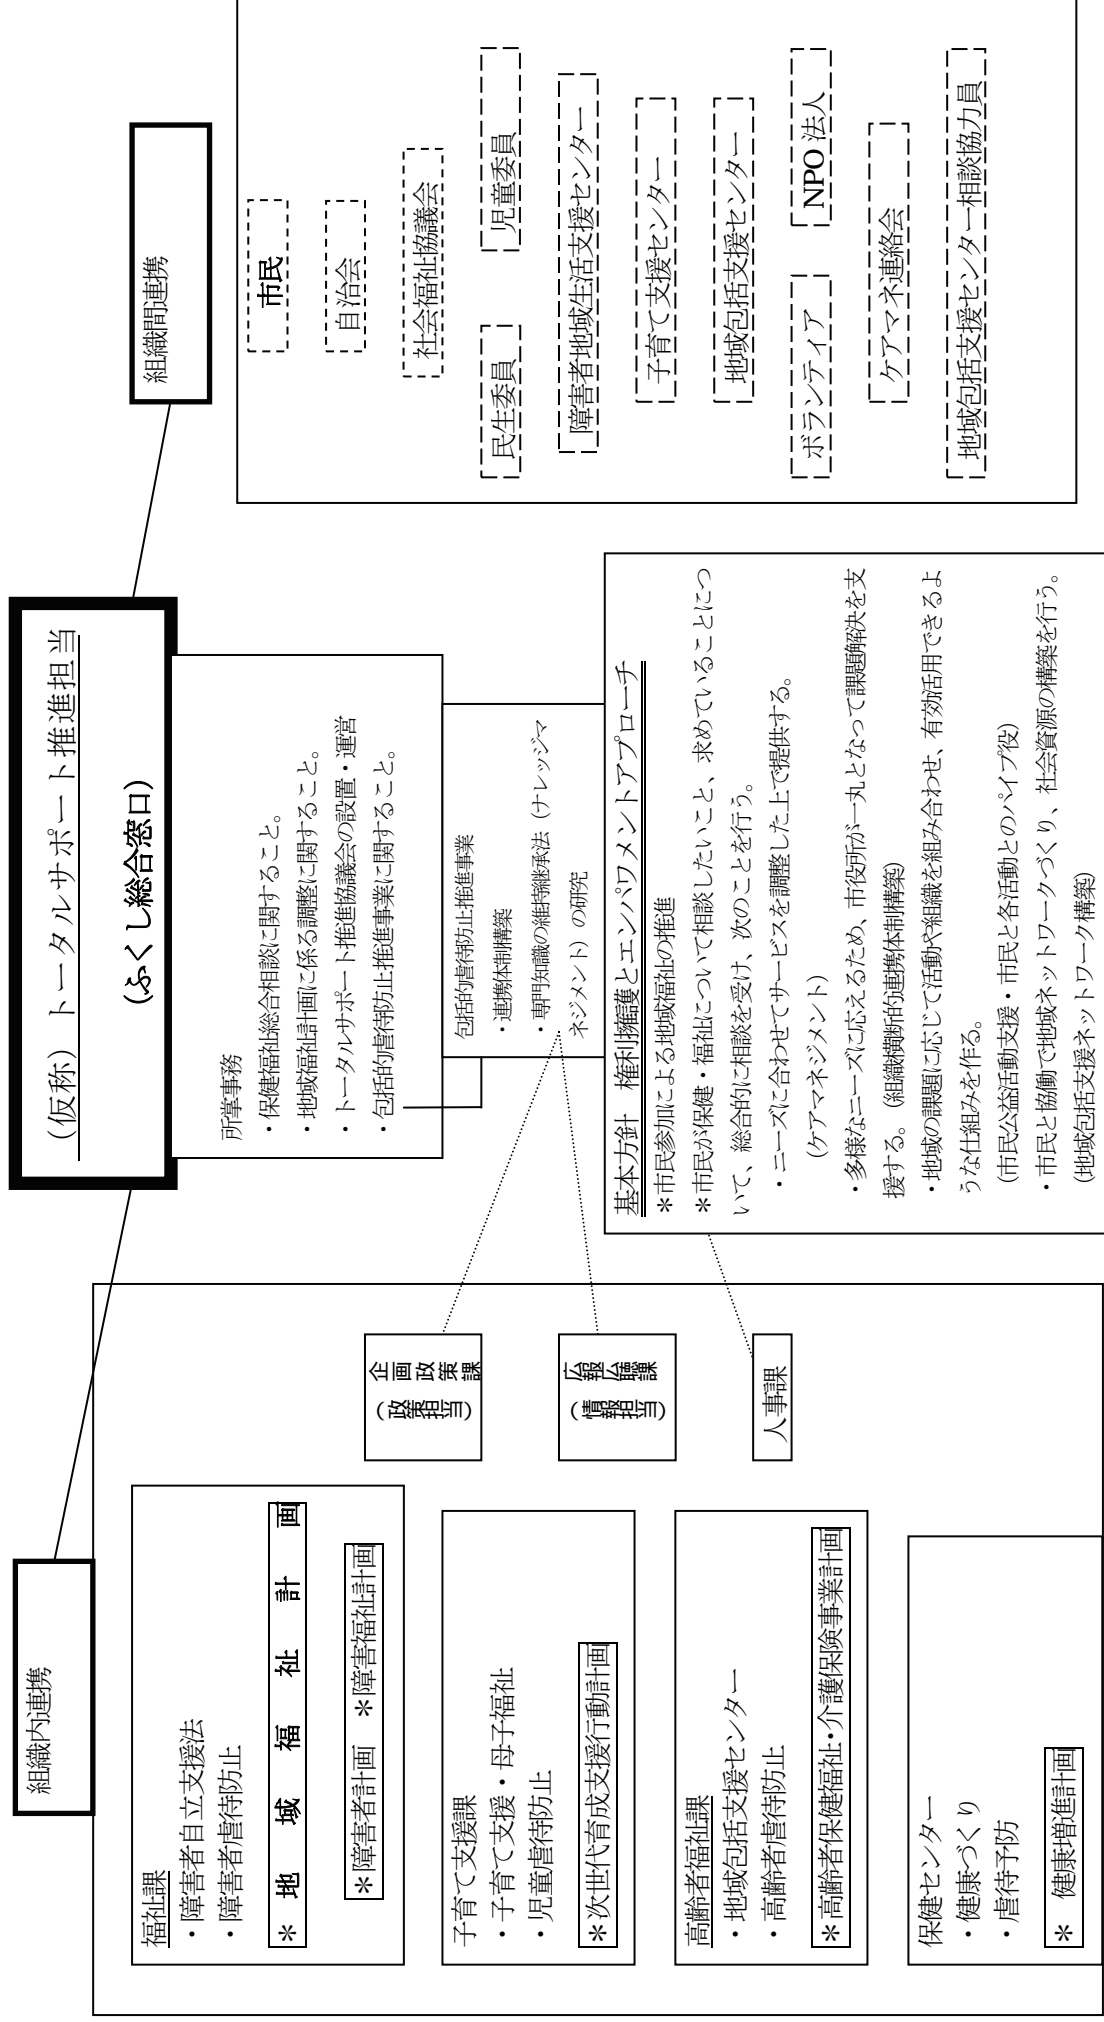 (仮称) トータルサポート推進担当
(ふくし総合窓口)
組織内連携
福祉課
・障害者自立支援法
・障害者虐待防止
＊ 地 域 福 祉 計 画
＊障害者計画 ＊障害福祉計画
子育て支援課
・子育て支援・母子福祉
・児童虐待防止
＊次世代育成支援行動計画
高齢者福祉課
・地域包括支援センター
・高齢者虐待防止
＊高齢者保健福祉・介護保険事業計画
保健センター
・健康づくり
・虐待予防
＊ 健康増進計画
企画政策課
(政策担当)
広報広聴課
(情報担当)
人事課
所掌事務
・保健福祉総合相談に関すること。
・地域福祉計画に係る調整に関すること。
・トータルサポート推進協議会の設置・運営
・包括的虐待防止推進事業に関すること。
包括的虐待防止推進事業
・連携体制構築
・専門知識の維持継承法（ナレッジマ
ネジメント）の研究
基本方針 権利擁護とエンパワメントアプローチ
＊市民参加による地域福祉の推進
＊市民が保健・福祉について相談したいこと、求めていることにつ
いて、総合的に相談を受け、次のことを行う。
・ニーズに合わせてサービスを調整した上で提供する。
（ケアマネジメント）
・多様なニーズに応えるため、市役所が一丸となって課題解決を支
援する。（組織横断的連携体制構築）
・地域の課題に応じて活動や組織を組み合わせ、有効活用できるよ
うな仕組みを作る。
（市民公益活動支援・市民と各活動とのパイプ役）
・市民と協働で地域ネットワークづくり、社会資源の構築を行う。
（地域包括支援ネットワーク構築）
組織間連携
市民
自治会
社会福祉協議会
民生委員 児童委員
障害者地域生活支援センター
子育て支援センター
地域包括支援センター
ボランティア NPO 法人
ケアマネ連絡会
地域包括支援センター相談協力員